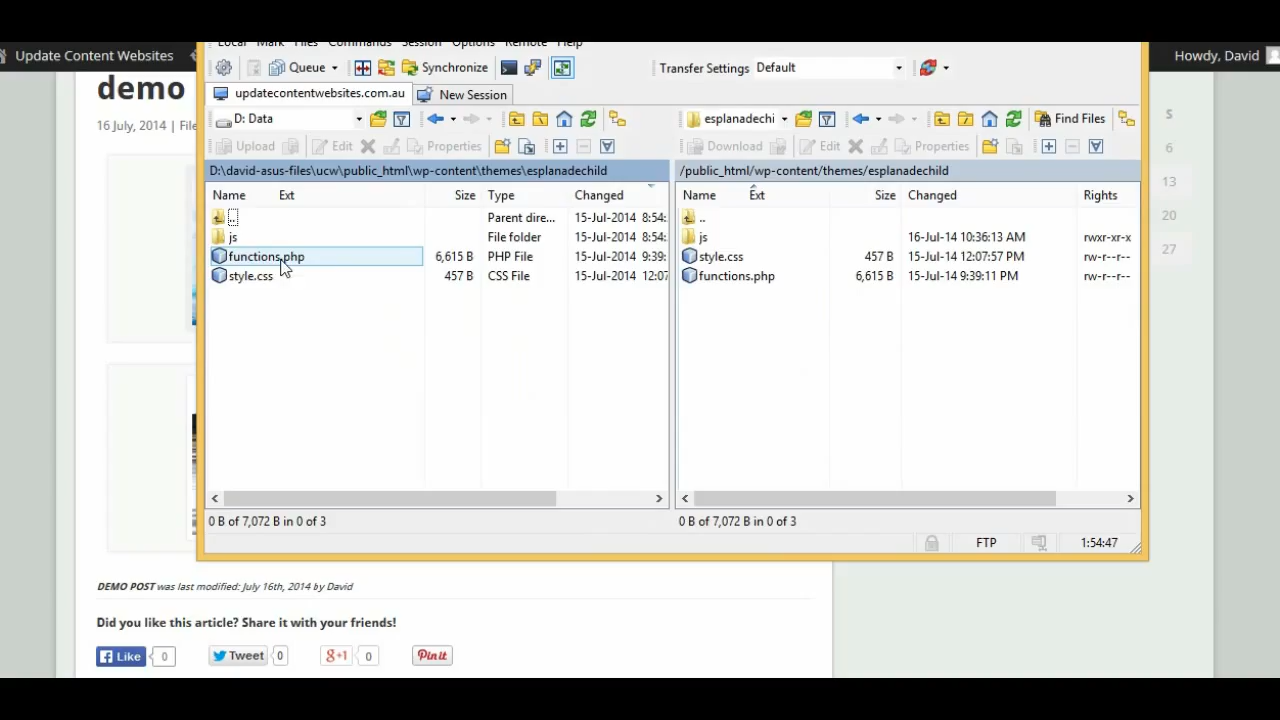 Local Mark Files Commands Session Options Remote Help
Update Content Websites
Howdy, David
Queue Synchronize Transfer Settings Default
demo
updatecontentwebsites.com.au New Session
16 July, 2014 | File
D: Data esplanadechi Find Files
Upload Edit Properties Download Edit Properties
D:\david-asus-files\ucw\public_html\wp-content\themes\esplanadechild /public_html/wp-content/themes/esplanadechild
Name Ext Size Type Changed Name Ext Size Changed Rights
.. Parent dire... 15-Jul-2014 8:54: ..
js File folder 15-Jul-2014 8:54: js 16-Jul-14 10:36:13 AM rwxr-xr-x
functions.php 6,615 B PHP File 15-Jul-2014 9:39: style.css 457 B 15-Jul-14 12:07:57 PM rw-r--r--
style.css 457 B CSS File 15-Jul-2014 12:07 functions.php 6,615 B 15-Jul-14 9:39:11 PM rw-r--r--
6
13
20
27
0 B of 7,072 B in 0 of 3 0 B of 7,072 B in 0 of 3
FTP 1:54:47
DEMO POST was last modified: July 16th, 2014 by David
Did you like this article? Share it with your friends!
Like 0 Tweet 0 g+1 0 Pin it